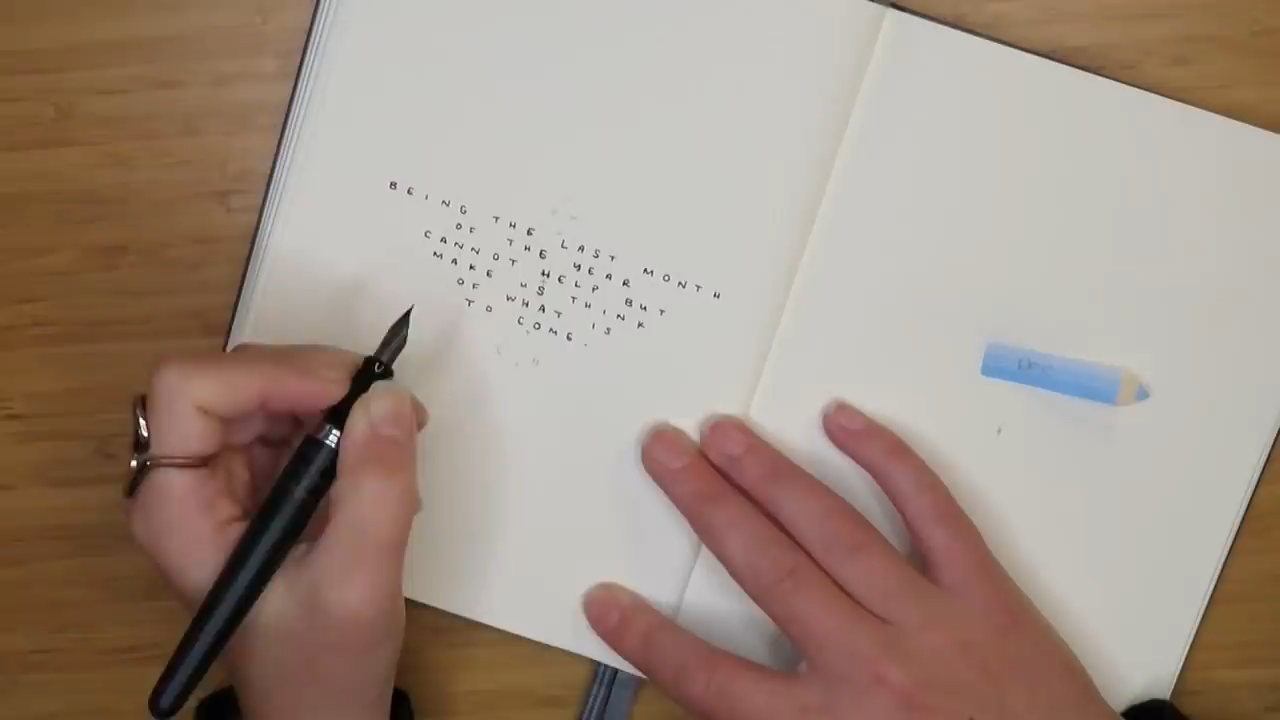 BEING THE LAST MONTH
OF THE YEAR
CANNOT HELP BUT
MAKE US THINK
OF WHAT IS
TO COME.